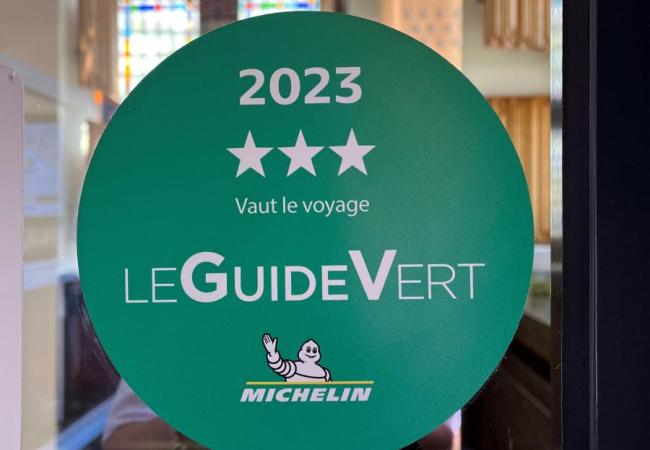 2023
Vaut le voyage
LEGUIDEVERT
MICHELIN